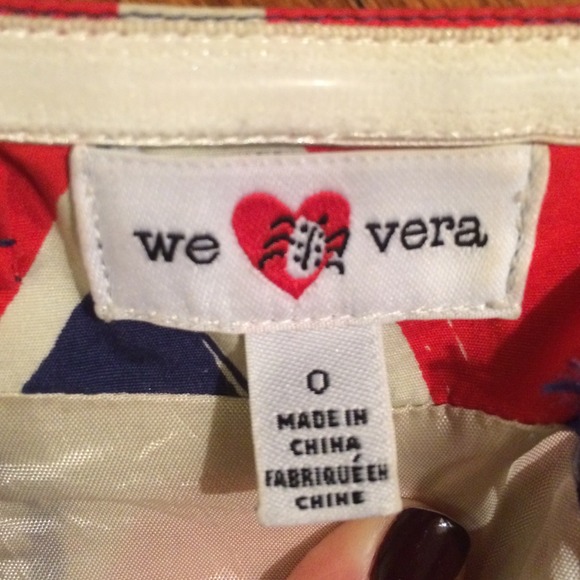 we vera
0
MADE IN
CHINA
FABRIQUÉ EN
CHINE